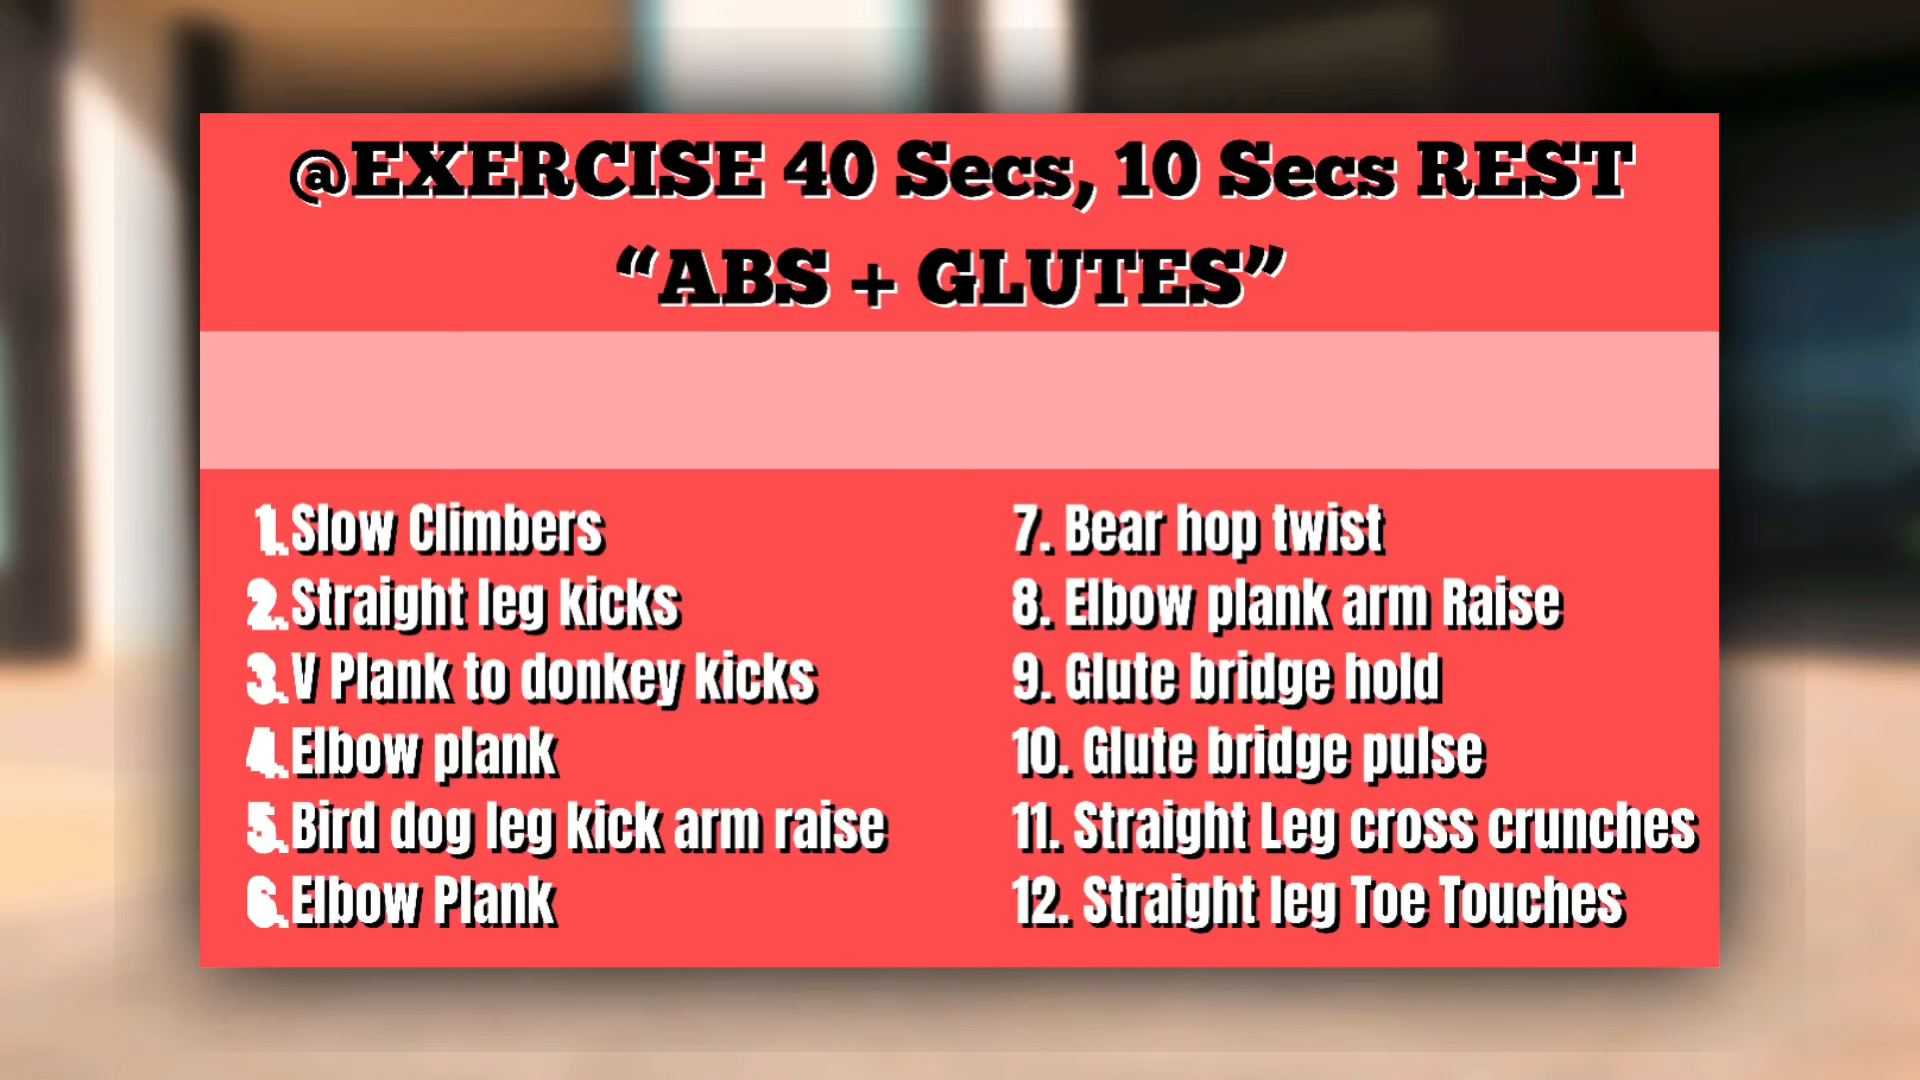 @EXERCISE 40 Secs, 10 Secs REST
“ABS + GLUTES”
1. Slow Climbers
2. Straight leg kicks
3. V Plank to donkey kicks
4. Elbow plank
5. Bird dog leg kick arm raise
6. Elbow Plank
7. Bear hop twist
8. Elbow plank arm Raise
9. Glute bridge hold
10. Glute bridge pulse
11. Straight Leg cross crunches
12. Straight leg Toe Touches